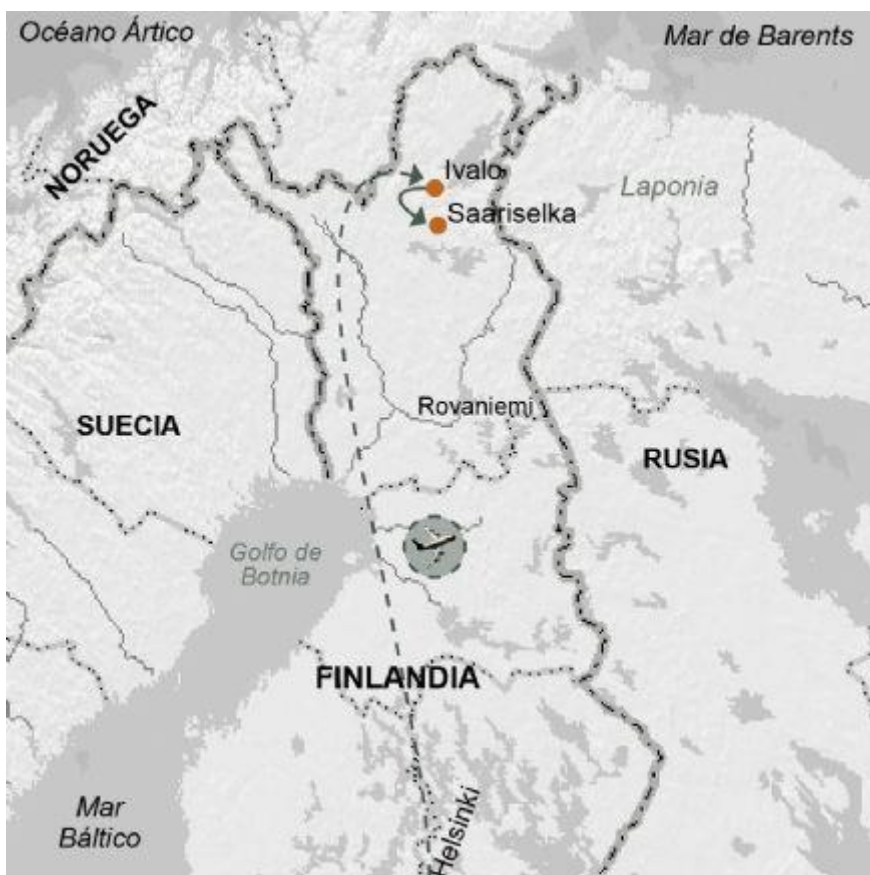 Océano Ártico
Mar de Barents
NORUEGA
Ivalo
Laponia
Saariselka
Rovaniemi
SUECIA
RUSIA
Golfo de
Botnia
FINLANDIA
Mar
Báltico
Helsinki